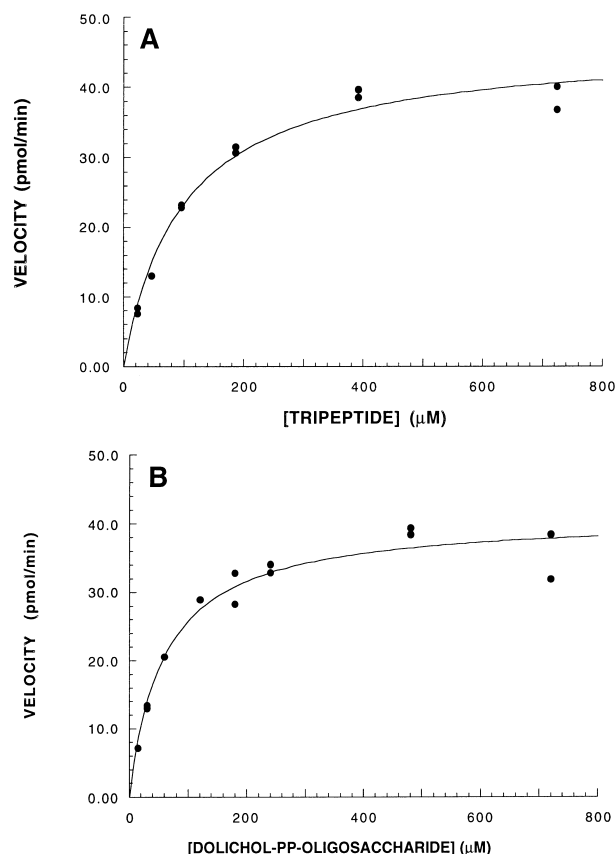 A
50.0
40.0
30.0
20.0
10.0
0.00
VELOCITY (pmol/min)
0 200 400 600 800
[TRIPEPTIDE] (μM)
B
50.0
40.0
30.0
20.0
10.0
0.00
VELOCITY (pmol/min)
0 200 400 600 800
[DOLICHOL-PP-OLIGOSACCHARIDE] (μM)